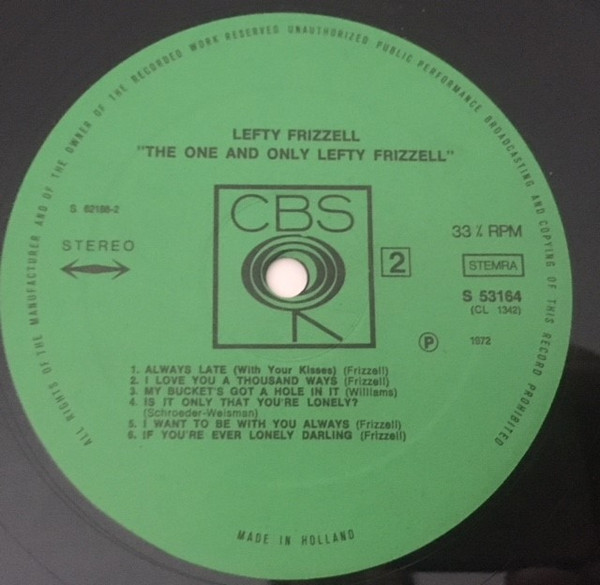 ALL RIGHTS OF THE MANUFACTURER AND OF THE OWNER OF THE RECORDED WORK RESERVED UNAUTHORIZED PUBLIC PERFORMANCE BROADCASTING AND COPYING OF THIS RECORD PROHIBITED
LEFTY FRIZZELL
"THE ONE AND ONLY LEFTY FRIZZELL"
S 62188-2
CBS
STEREO
33⅓ RPM
2
STEMRA
S 53164
(CL 1342)
Ⓟ 1972
1. ALWAYS LATE (With Your Kisses) (Frizzell)
2. I LOVE YOU A THOUSAND WAYS (Frizzell)
3. MY BUCKET'S GOT A HOLE IN IT (Williams)
4. IS IT ONLY THAT YOU'RE LONELY?
(Schroeder-Weisman)
5. I WANT TO BE WITH YOU ALWAYS (Frizzell)
6. IF YOU'RE EVER LONELY DARLING (Frizzell)
MADE IN HOLLAND